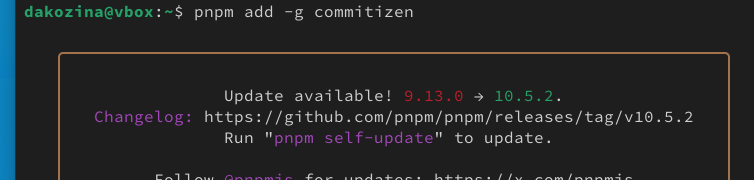 dakozina@vbox:~$ pnpm add -g commitizen
Update available! 9.13.0 → 10.5.2.
Changelog: https://github.com/pnpm/pnpm/releases/tag/v10.5.2
Run "pnpm self-update" to update.
Follow @pnpmjs for updates: https://x.com/pnpmjs